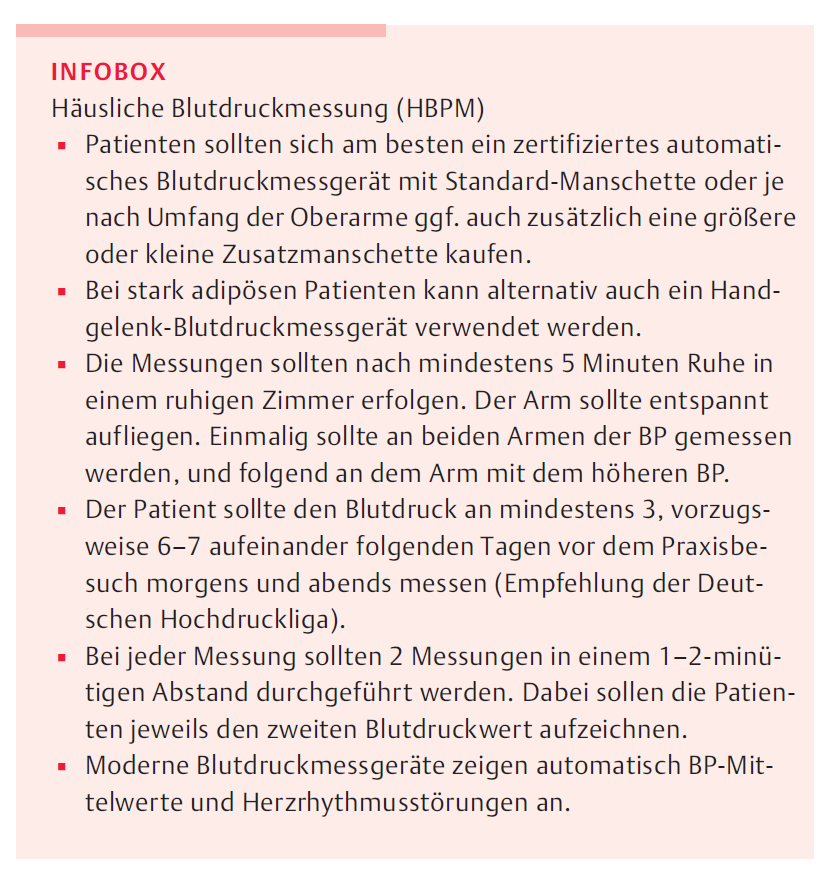 INFOBOX
Häusliche Blutdruckmessung (HBPM)
▪ Patienten sollten sich am besten ein zertifiziertes automati-
sches Blutdruckmessgerät mit Standard-Manschette oder je
nach Umfang der Oberarme ggf. auch zusätzlich eine größere
oder kleine Zusatzmanschette kaufen.
▪ Bei stark adipösen Patienten kann alternativ auch ein Hand-
gelenk-Blutdruckmessgerät verwendet werden.
▪ Die Messungen sollten nach mindestens 5 Minuten Ruhe in
einem ruhigen Zimmer erfolgen. Der Arm sollte entspannt
aufliegen. Einmalig sollte an beiden Armen der BP gemessen
werden, und folgend an dem Arm mit dem höheren BP.
▪ Der Patient sollte den Blutdruck an mindestens 3, vorzugs-
weise 6–7 aufeinander folgenden Tagen vor dem Praxisbe-
such morgens und abends messen (Empfehlung der Deut-
schen Hochdruckliga).
▪ Bei jeder Messung sollten 2 Messungen in einem 1–2-minü-
tigen Abstand durchgeführt werden. Dabei sollen die Patien-
ten jeweils den zweiten Blutdruckwert aufzeichnen.
▪ Moderne Blutdruckmessgeräte zeigen automatisch BP-Mit-
telwerte und Herzrhythmusstörungen an.